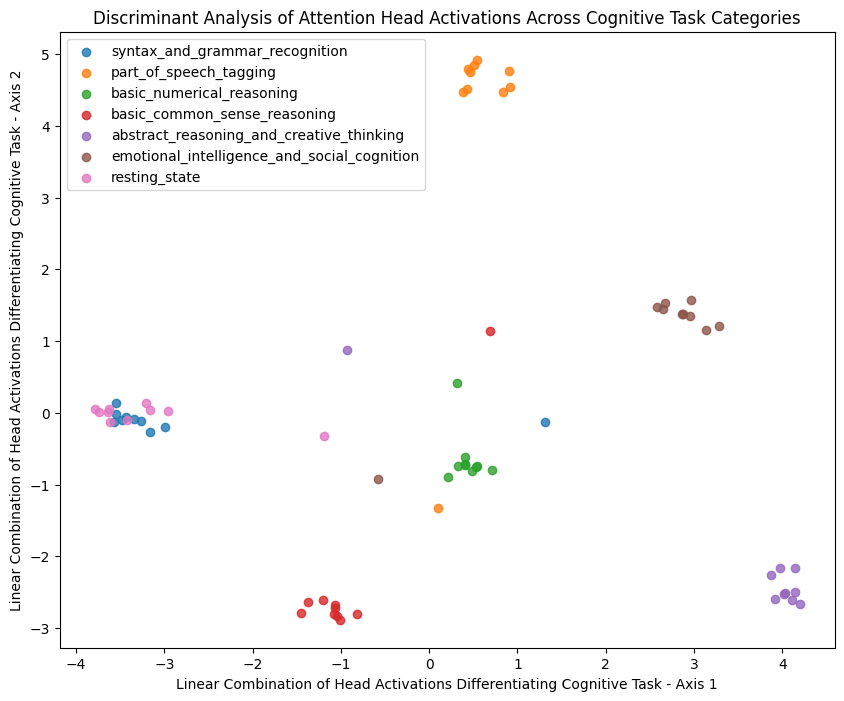 Discriminant Analysis of Attention Head Activations Across Cognitive Task Categories
syntax_and_grammar_recognition
part_of_speech_tagging
basic_numerical_reasoning
basic_common_sense_reasoning
abstract_reasoning_and_creative_thinking
emotional_intelligence_and_social_cognition
resting_state
Linear Combination of Head Activations Differentiating Cognitive Task - Axis 2
5
4
3
2
1
0
−1
−2
−3
−4
−3
−2
−1
0
1
2
3
4
Linear Combination of Head Activations Differentiating Cognitive Task - Axis 1